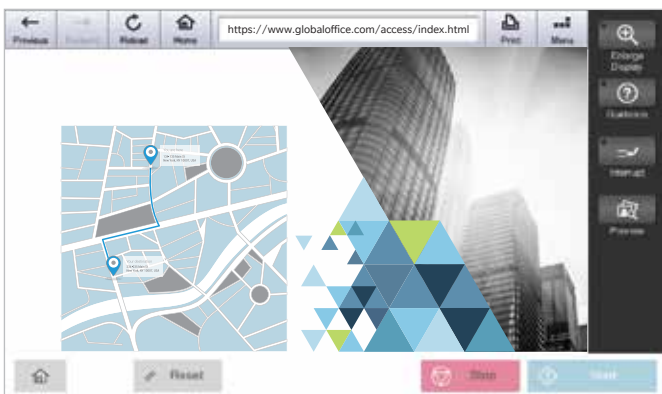 Previous
Reload
Home
https://www.globaloffice.com/access/index.html
Print
Menu
Enlarge
Display
Guidance
Interrupt
Preview
Reset
Stop
Start